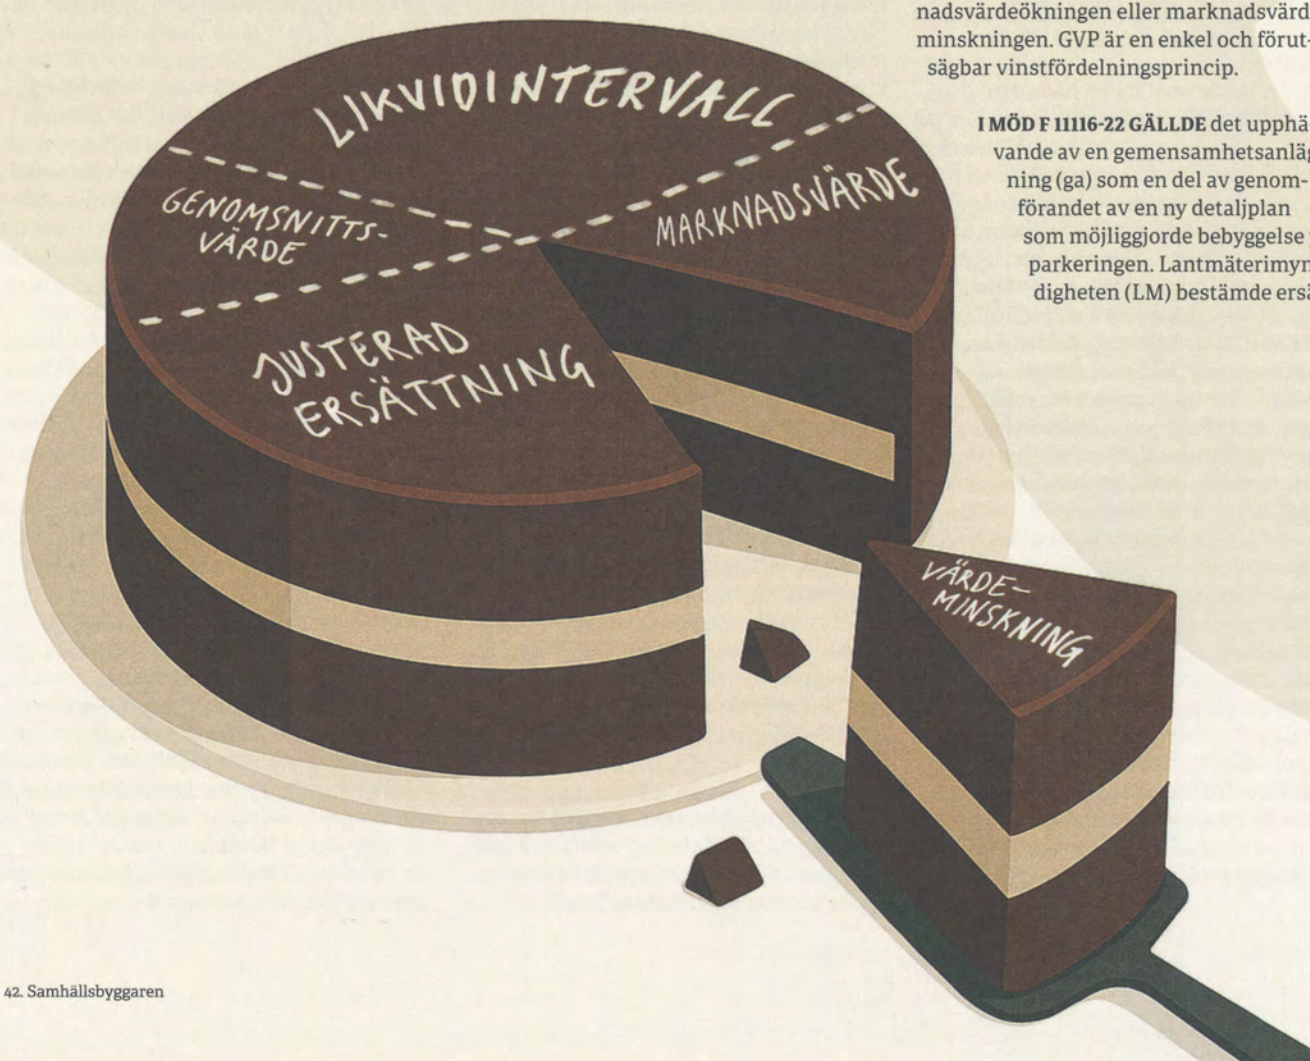 nadsvärdeökningen eller marknadsvärd
minskningen. GVP är en enkel och förut-
sägbar vinstfördelningsprincip.
I MÖD F 11116-22 GÄLLDE det upphä-
vande av en gemensamhetsanläg
ning (ga) som en del av genom-
förandet av en ny detaljplan
som möjliggjorde bebyggelse
parkeringen. Lantmäterimyn
digheten (LM) bestämde ersä
LIKVIDINTERVALL
GENOMSNITTS-
VÄRDE
MARKNADSVÄRDE
JUSTERAD
ERSÄTTNING
VÄRDE-
MINSKNING
42. Samhällsbyggaren